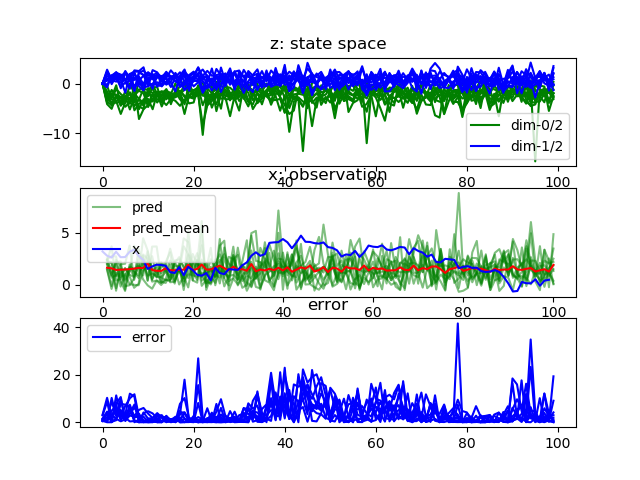 z: state space
0
−10
dim-0/2
dim-1/2
0 20 40 60 80 100
x: observation
5
0
pred
pred_mean
x
0 20 40 60 80 100
error
40
20
0
error
0 20 40 60 80 100